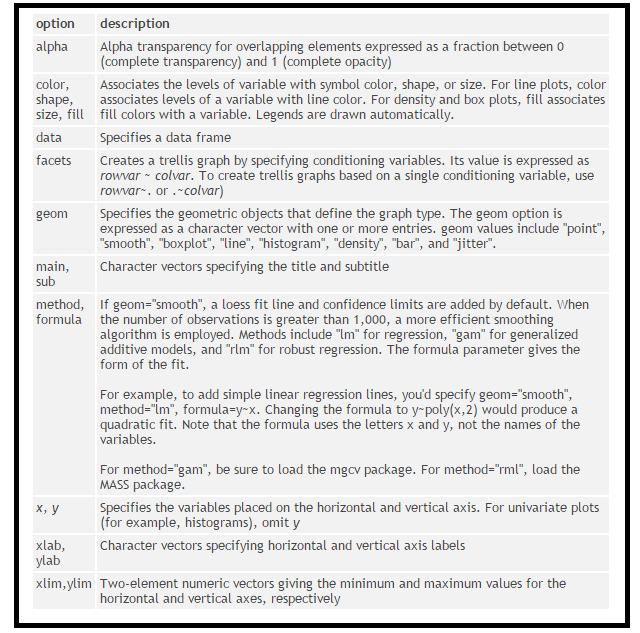 option description
alpha Alpha transparency for overlapping elements expressed as a fraction between 0
(complete transparency) and 1 (complete opacity)
color, Associates the levels of variable with symbol color, shape, or size. For line plots, color
shape, associates levels of a variable with line color. For density and box plots, fill associates
size, fill fill colors with a variable. Legends are drawn automatically.
data Specifies a data frame
facets Creates a trellis graph by specifying conditioning variables. Its value is expressed as
rowvar ~ colvar. To create trellis graphs based on a single conditioning variable, use
rowvar~. or .~colvar)
geom Specifies the geometric objects that define the graph type. The geom option is
expressed as a character vector with one or more entries. geom values include "point",
"smooth", "boxplot", "line", "histogram", "density", "bar", and "jitter".
main, Character vectors specifying the title and subtitle
sub
method, If geom="smooth", a loess fit line and confidence limits are added by default. When
formula the number of observations is greater than 1,000, a more efficient smoothing
algorithm is employed. Methods include "lm" for regression, "gam" for generalized
additive models, and "rlm" for robust regression. The formula parameter gives the
form of the fit.
For example, to add simple linear regression lines, you'd specify geom="smooth",
method="lm", formula=y~x. Changing the formula to y~poly(x,2) would produce a
quadratic fit. Note that the formula uses the letters x and y, not the names of the
variables.
For method="gam", be sure to load the mgcv package. For method="rml", load the
MASS package.
x, y Specifies the variables placed on the horizontal and vertical axis. For univariate plots
(for example, histograms), omit y
xlab, Character vectors specifying horizontal and vertical axis labels
ylab
xlim,ylim Two-element numeric vectors giving the minimum and maximum values for the
horizontal and vertical axes, respectively